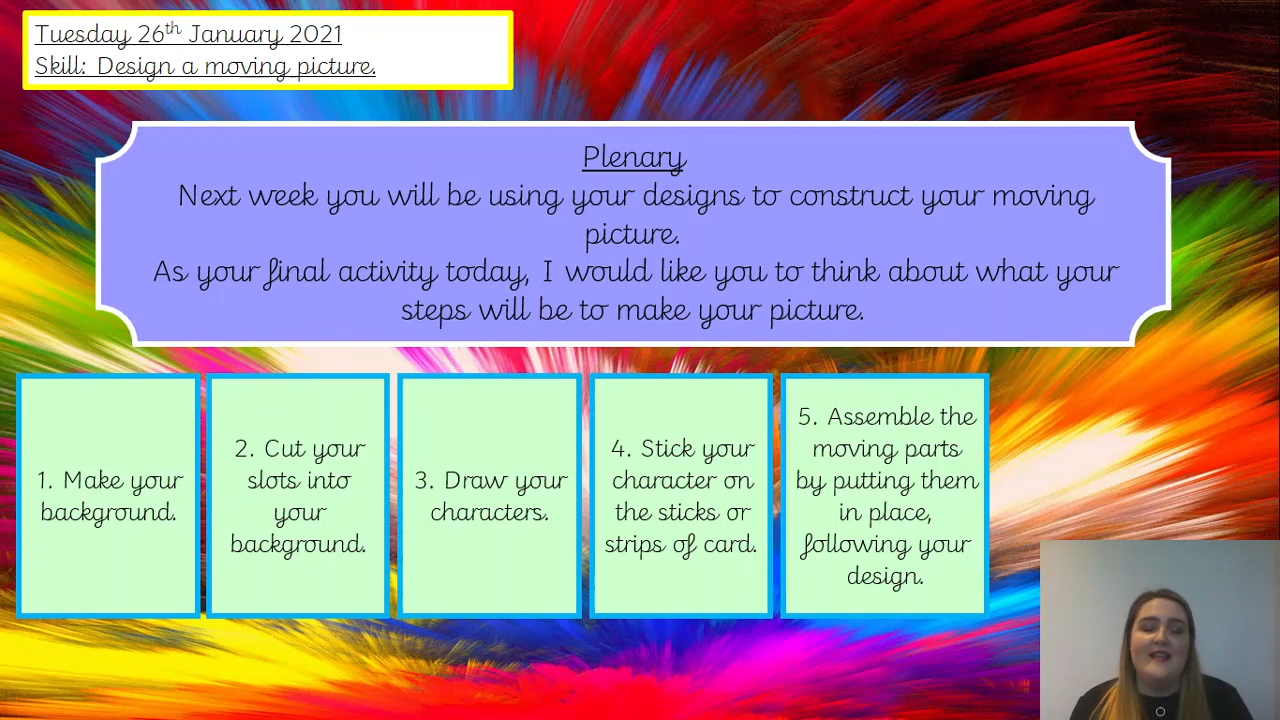 Tuesday 26th January 2021
Skill: Design a moving picture.
Plenary
Next week you will be using your designs to construct your moving
picture.
As your final activity today, I would like you to think about what your
steps will be to make your picture.
1. Make your
background.
2. Cut your
slots into
your
background.
3. Draw your
characters.
4. Stick your
character on
the sticks or
strips of card.
5. Assemble the
moving parts
by putting them
in place,
following your
design.